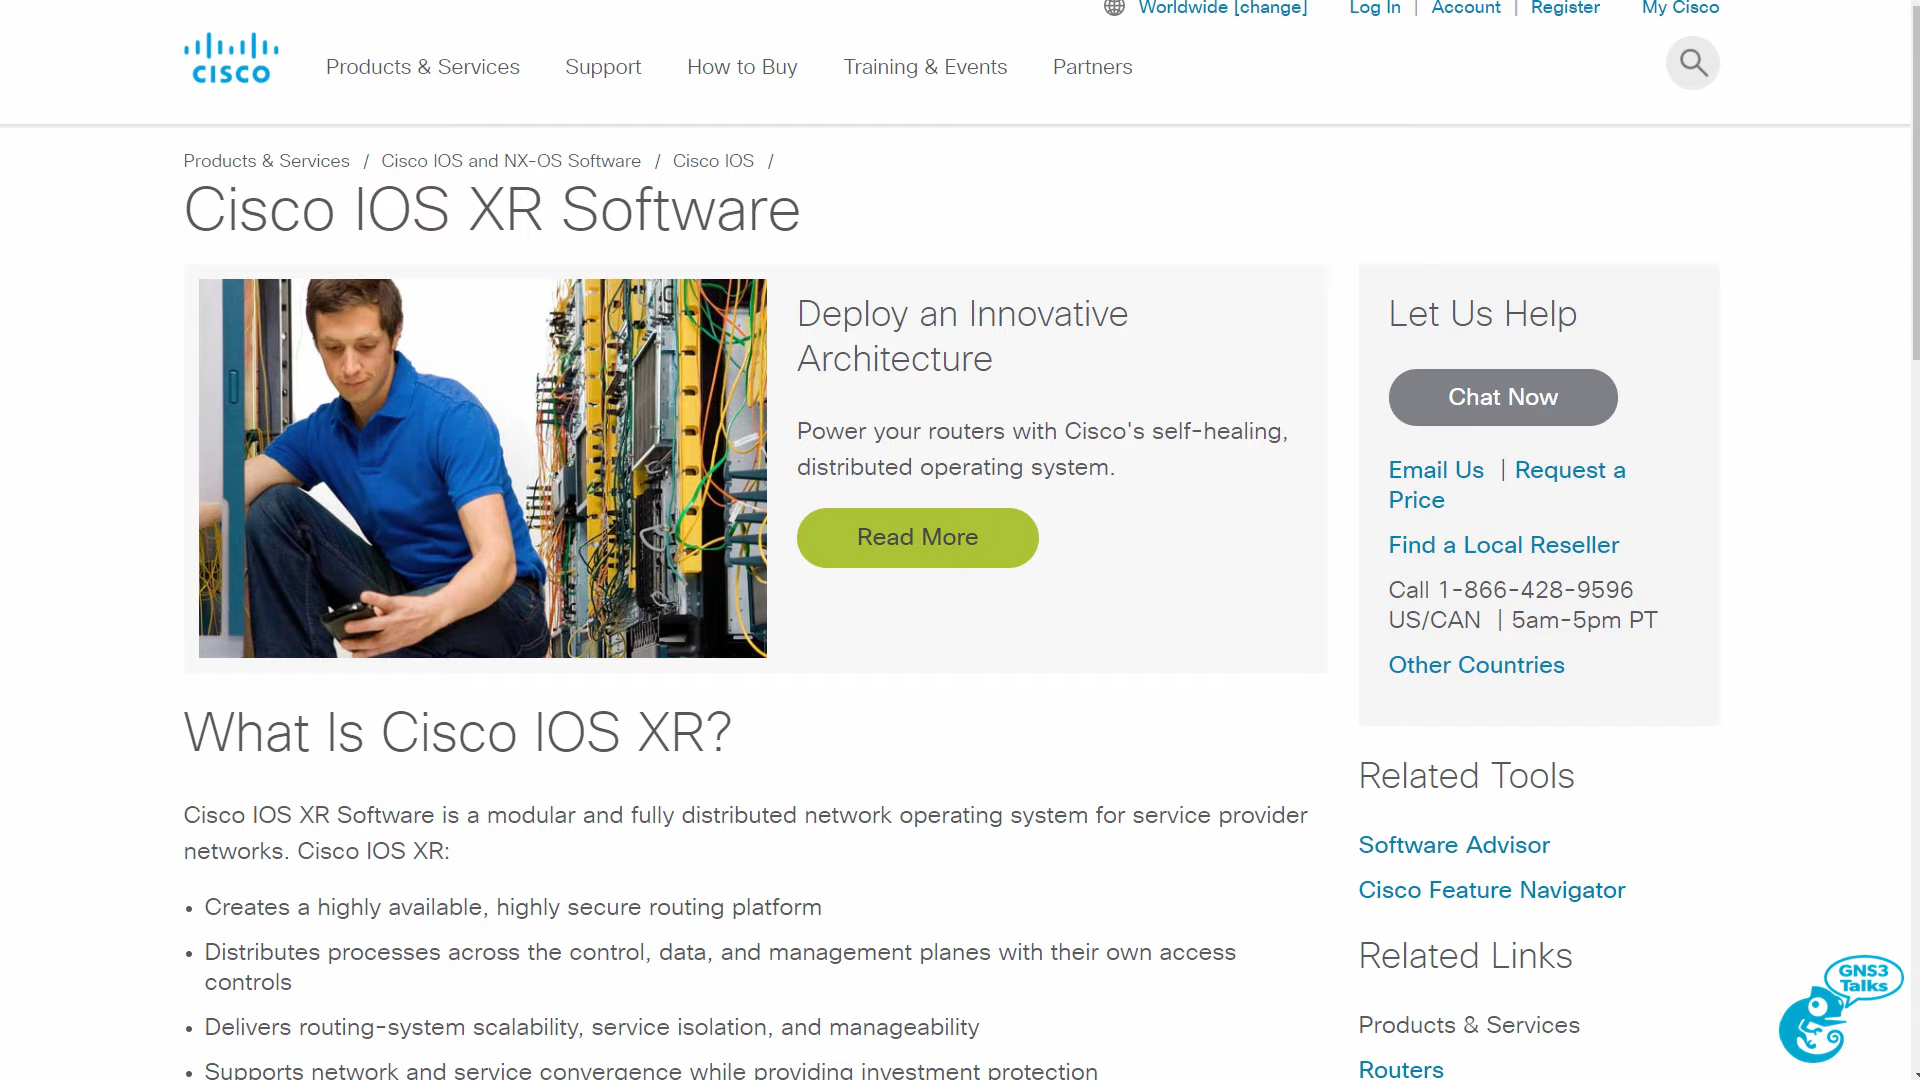 Worldwide [change]
Log In | Account | Register
My Cisco
CISCO
Products & Services
Support
How to Buy
Training & Events
Partners
Products & Services / Cisco IOS and NX-OS Software / Cisco IOS /
Cisco IOS XR Software
Deploy an Innovative
Architecture
Power your routers with Cisco's self-healing,
distributed operating system.
Read More
Let Us Help
Chat Now
Email Us | Request a
Price
Find a Local Reseller
Call 1-866-428-9596
US/CAN | 5am-5pm PT
Other Countries
What Is Cisco IOS XR?
Cisco IOS XR Software is a modular and fully distributed network operating system for service provider
networks. Cisco IOS XR:
• Creates a highly available, highly secure routing platform
• Distributes processes across the control, data, and management planes with their own access
controls
• Delivers routing-system scalability, service isolation, and manageability
• Supports network and service convergence while providing investment protection
Related Tools
Software Advisor
Cisco Feature Navigator
Related Links
Products & Services
Routers
GNS3
Talks